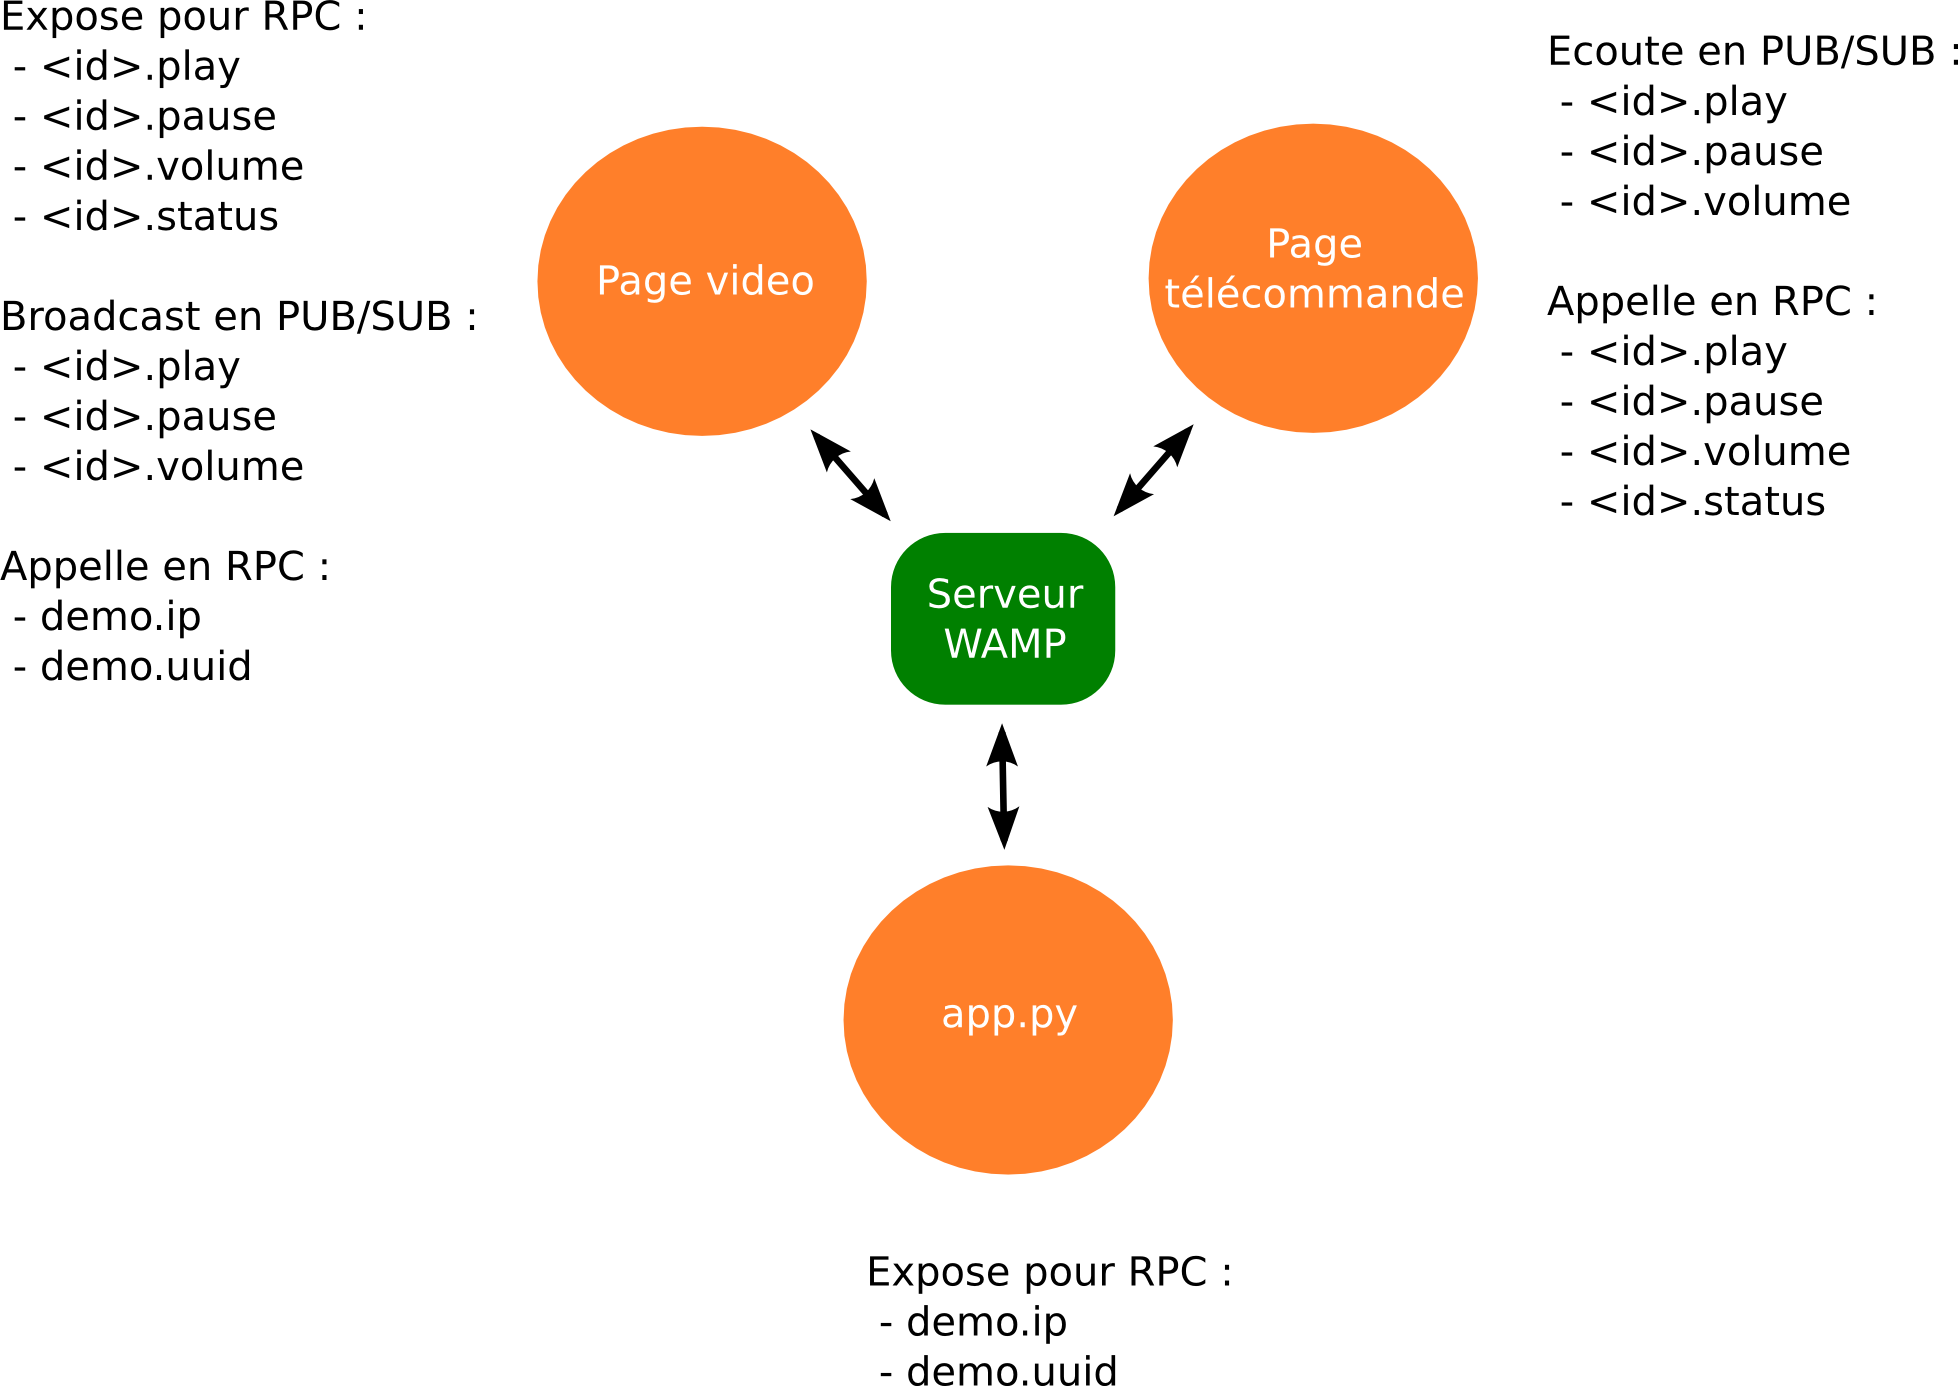 Expose pour RPC :
- <id>.play
- <id>.pause
- <id>.volume
- <id>.status
Broadcast en PUB/SUB :
- <id>.play
- <id>.pause
- <id>.volume
Appelle en RPC :
- demo.ip
- demo.uuid
Page video
Page
télécommande
Ecoute en PUB/SUB :
- <id>.play
- <id>.pause
- <id>.volume
Appelle en RPC :
- <id>.play
- <id>.pause
- <id>.volume
- <id>.status
Serveur
WAMP
app.py
Expose pour RPC :
- demo.ip
- demo.uuid